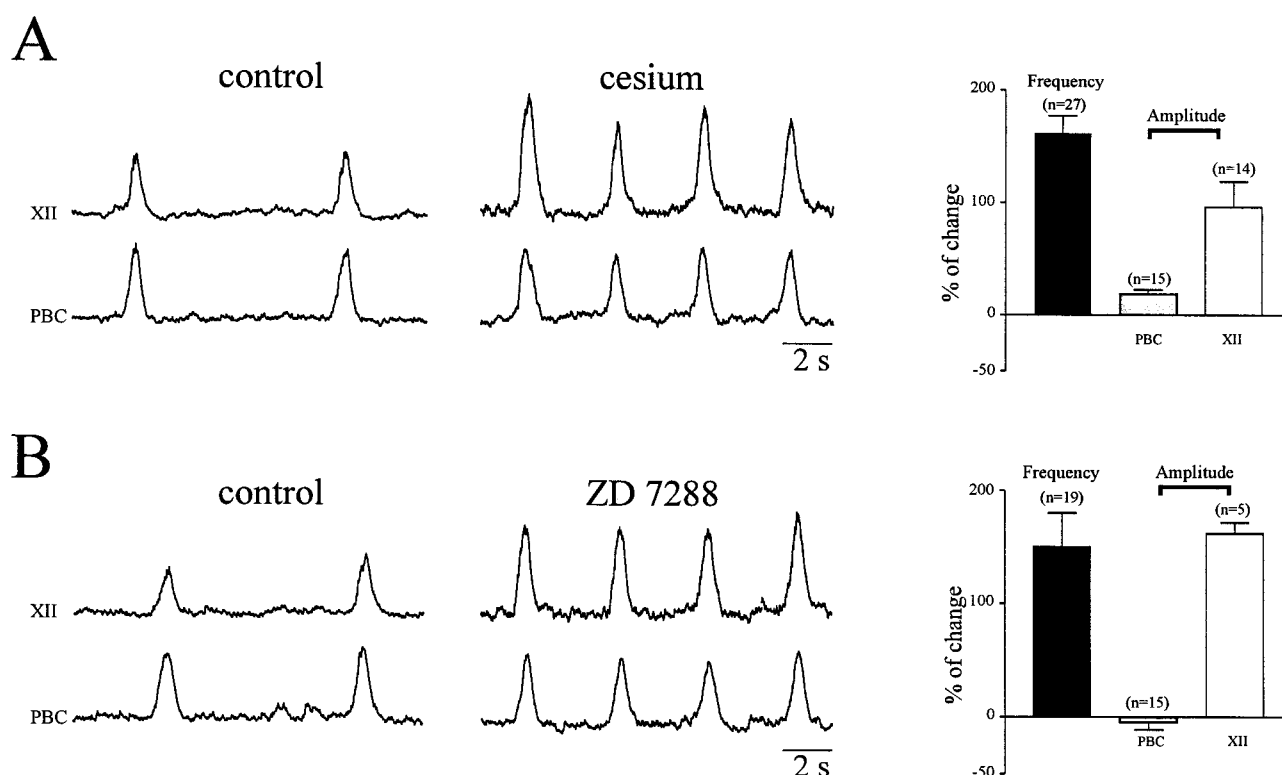 A
control
cesium
XII
PBC
2 s
200
100
0
-50
% of change
Frequency
(n=27)
Amplitude
(n=15)
(n=14)
PBC
XII
B
control
ZD 7288
XII
PBC
2 s
200
100
0
-50
% of change
Frequency
(n=19)
Amplitude
(n=15)
(n=5)
PBC
XII